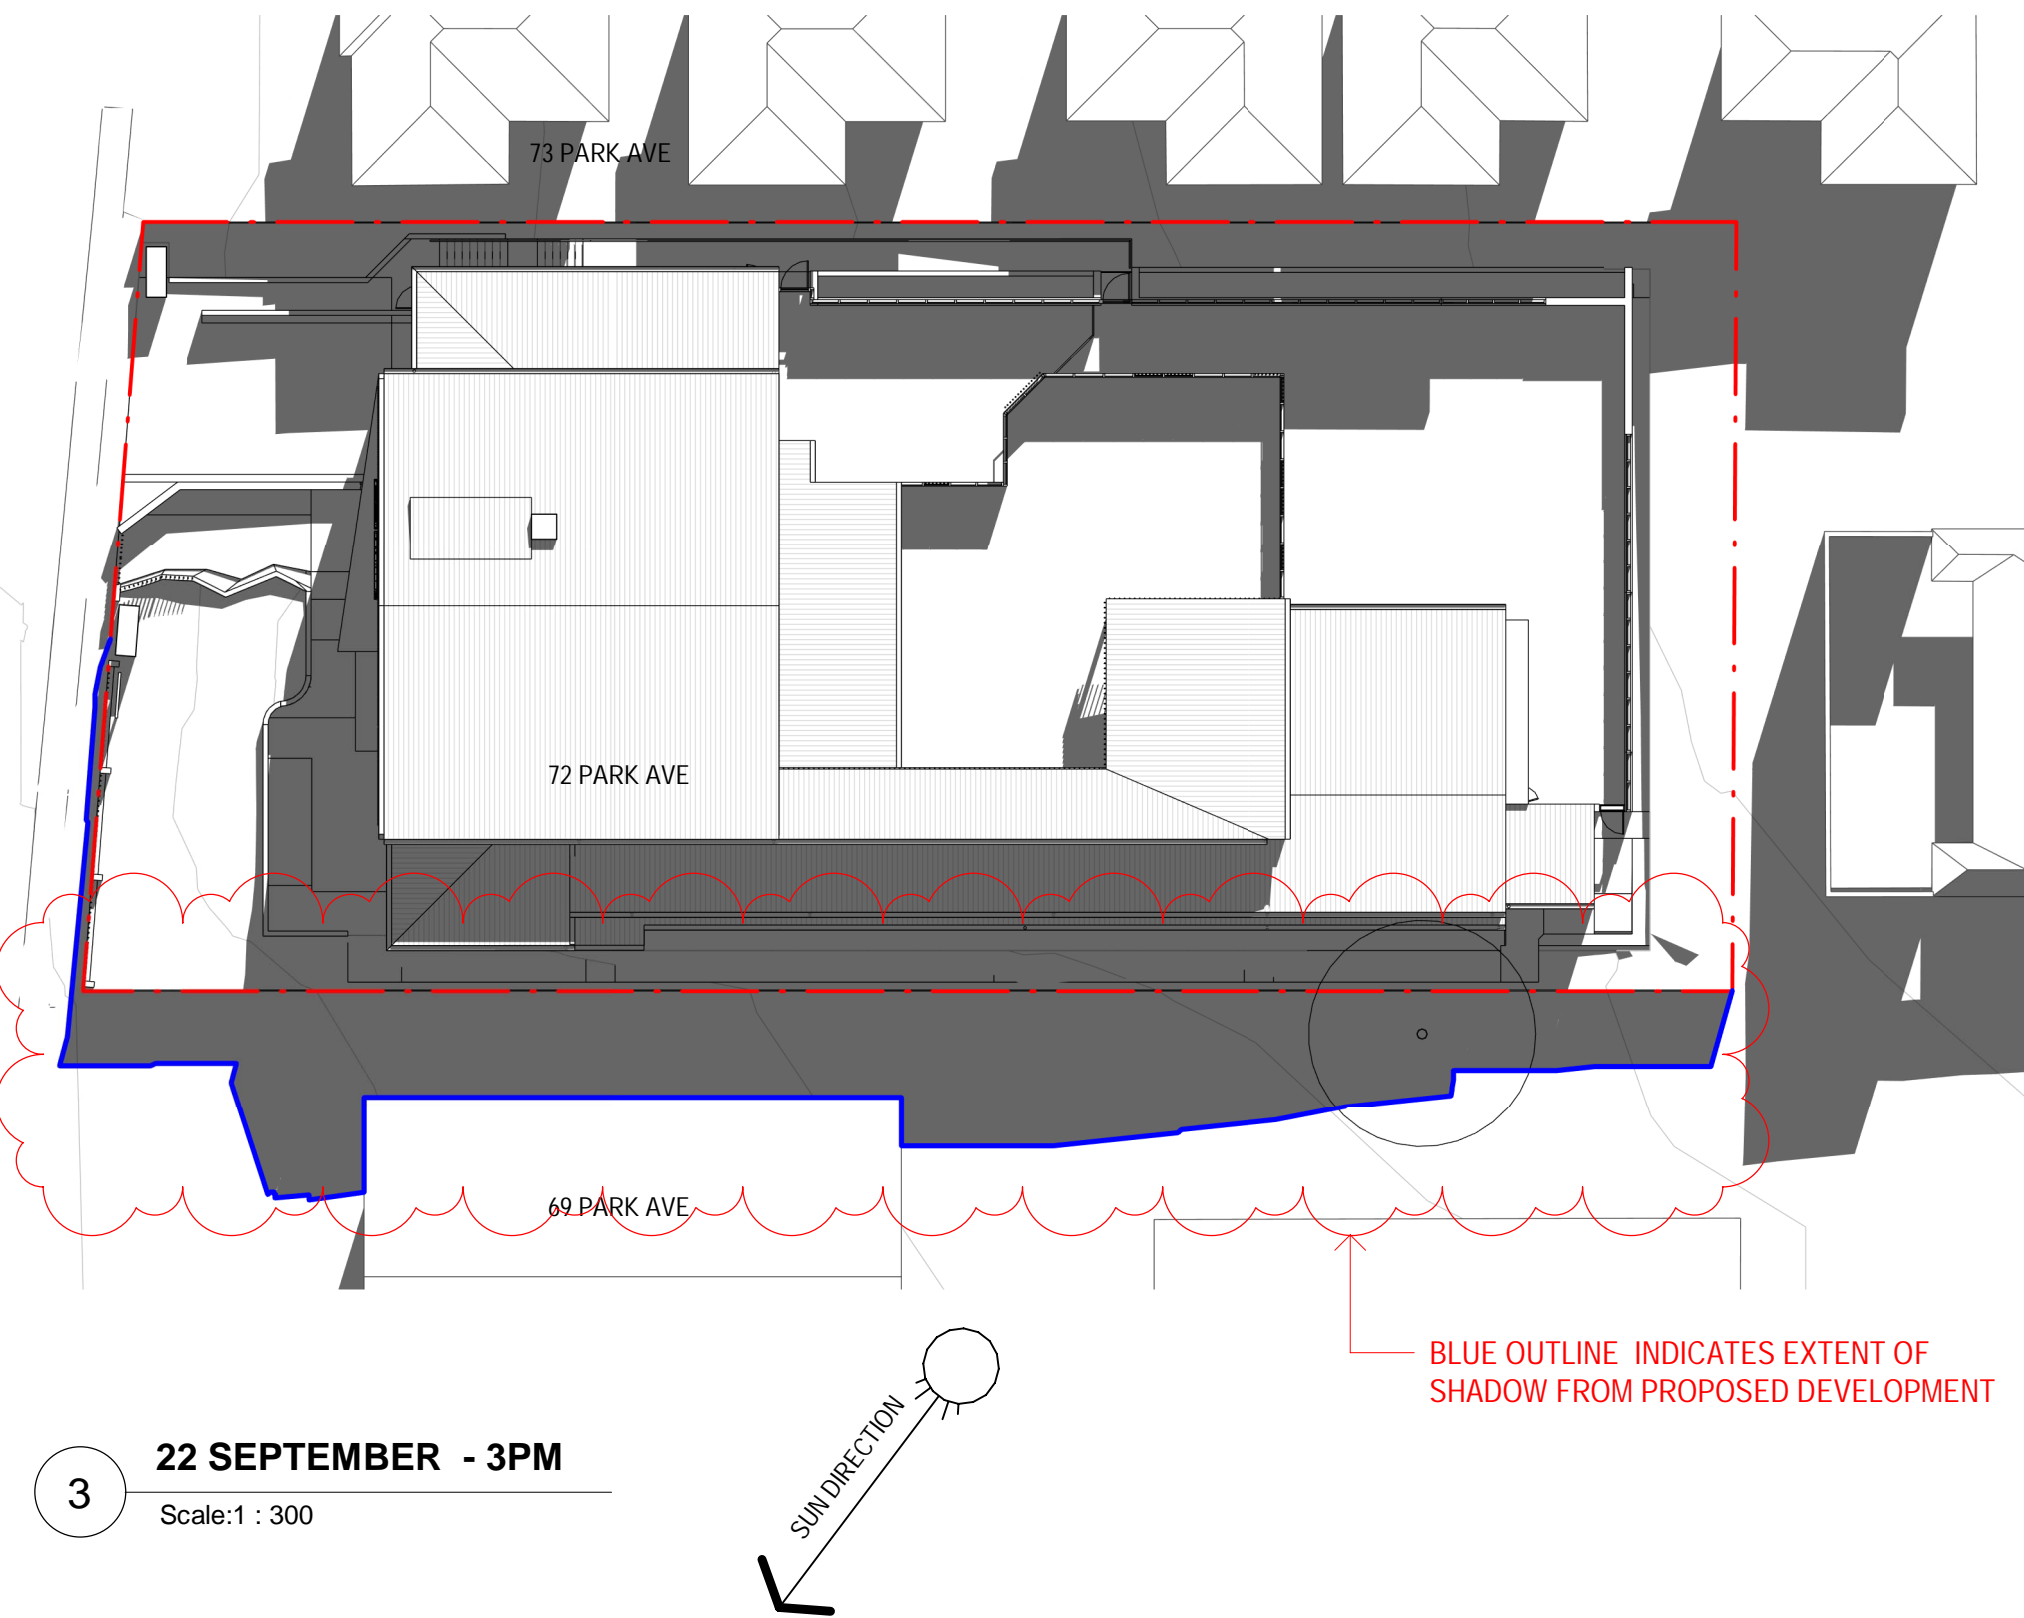 73 PARK AVE
72 PARK AVE
69 PARK AVE
BLUE OUTLINE INDICATES EXTENT OF
SHADOW FROM PROPOSED DEVELOPMENT
SUN DIRECTION
3
22 SEPTEMBER - 3PM
Scale:1 : 300